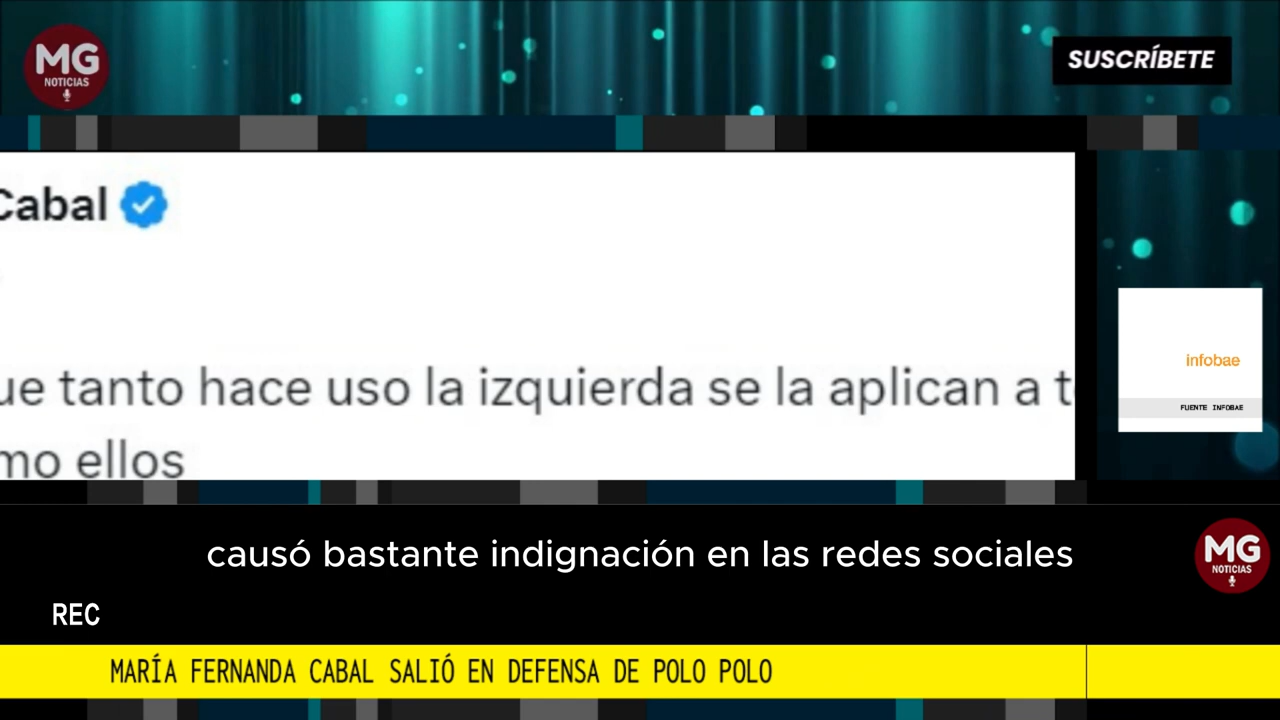 MG
NOTICIAS
SUSCRÍBETE
Cabal
ue tanto hace uso la izquierda se la aplican a t
mo ellos
infobae
FUENTE INFOBAE
causó bastante indignación en las redes sociales
MG
NOTICIAS
REC
MARÍA FERNANDA CABAL SALIÓ EN DEFENSA DE POLO POLO